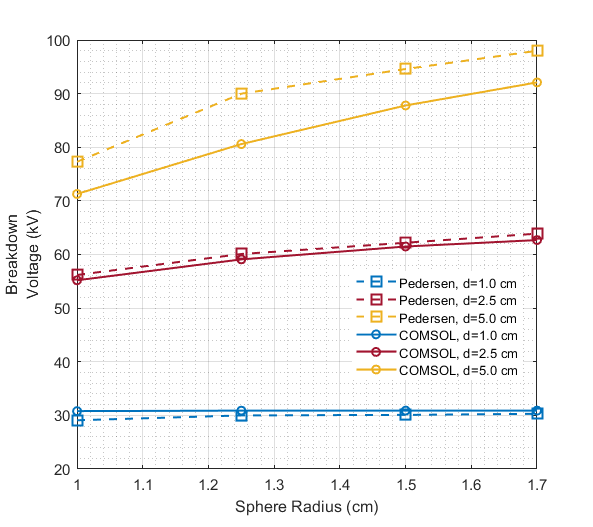 100
90
80
70
60
50
40
30
20
Breakdown
Voltage (kV)
Pedersen, d=1.0 cm
Pedersen, d=2.5 cm
Pedersen, d=5.0 cm
COMSOL, d=1.0 cm
COMSOL, d=2.5 cm
COMSOL, d=5.0 cm
1 1.1 1.2 1.3 1.4 1.5 1.6 1.7
Sphere Radius (cm)